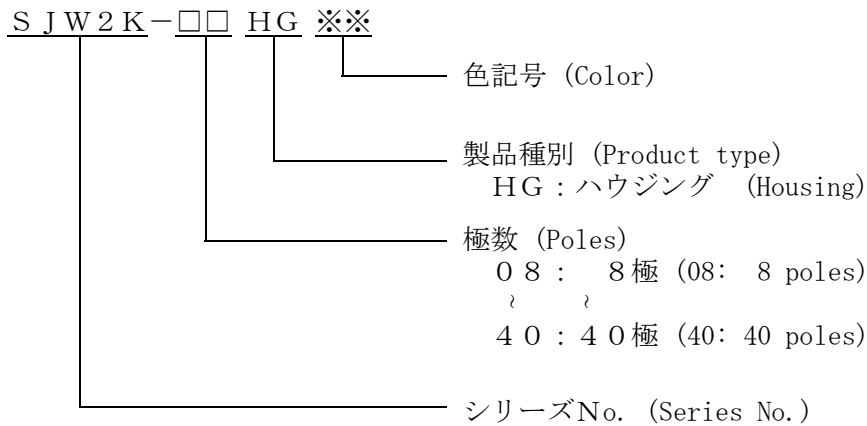 ＳＪＷ２Ｋ－□□ ＨＧ ※※
色記号 (Color)
製品種別 (Product type)
ＨＧ：ハウジング (Housing)
極数 (Poles)
０８： ８極 (08: 8 poles)
～ ～
４０：４０極 (40: 40 poles)
シリーズNo. (Series No.)